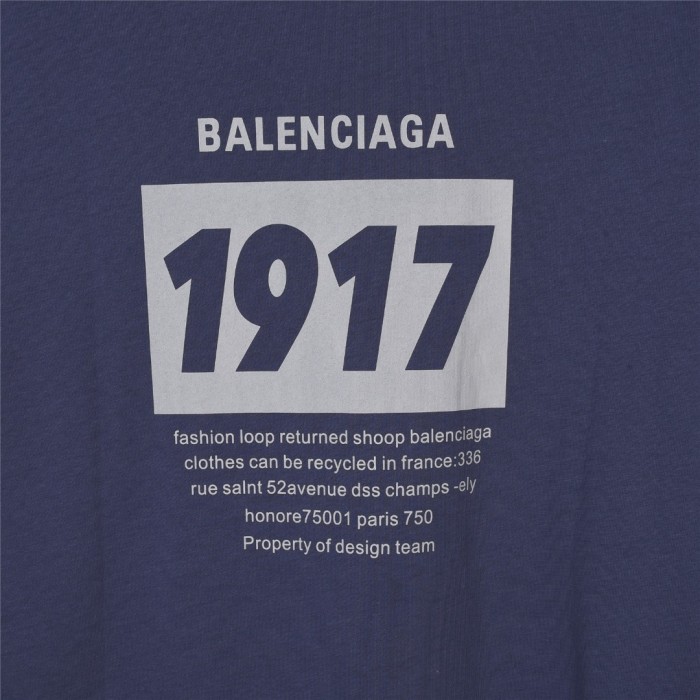 BALENCIAGA
1917
fashion loop returned shoop balenciaga
clothes can be recycled in france:336
rue salnt 52avenue dss champs -ely
honore75001 paris 750
Property of design team